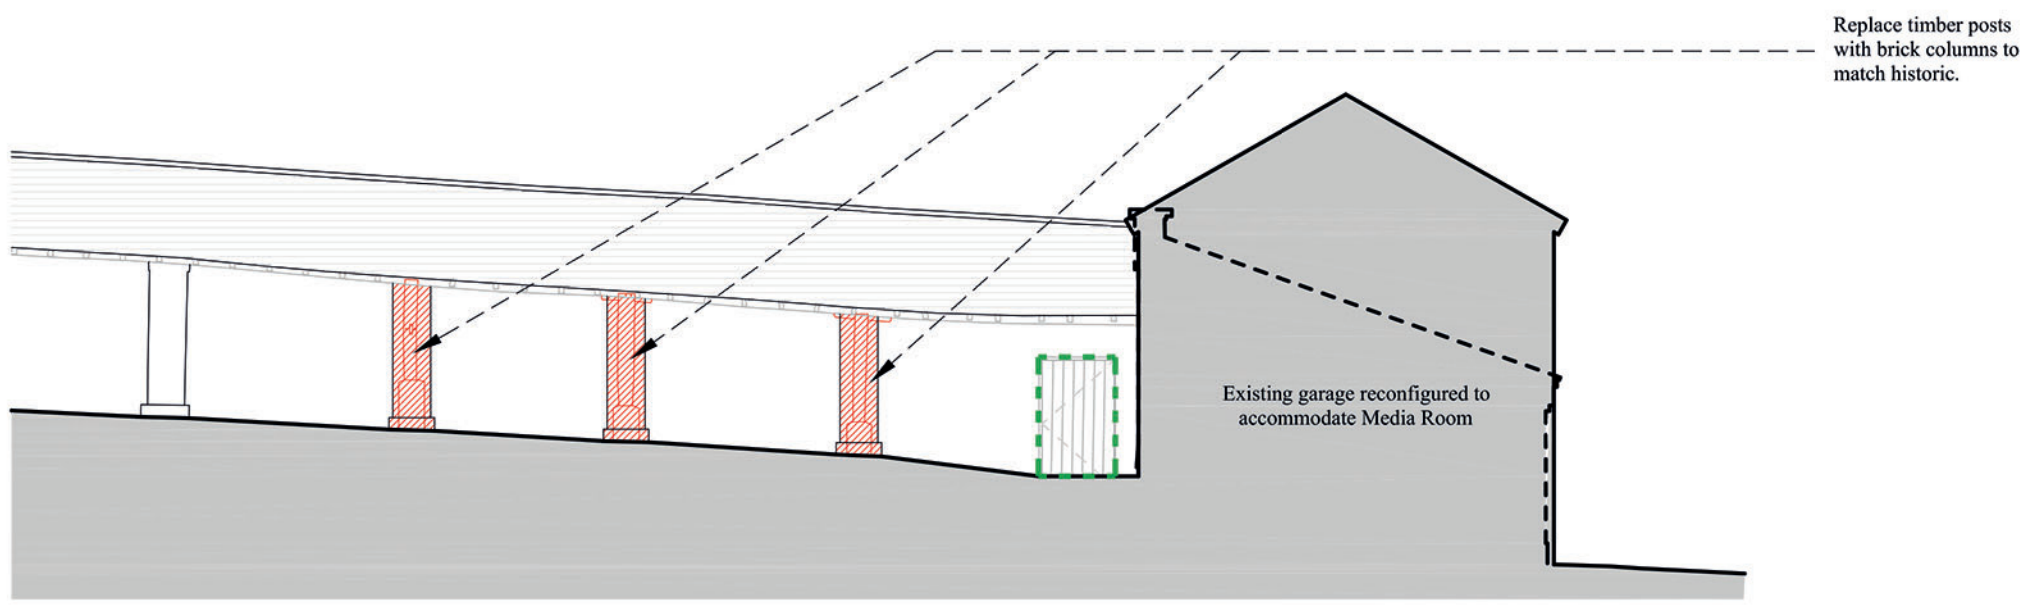 Replace timber posts
with brick columns to
match historic.
Existing garage reconfigured to
accommodate Media Room